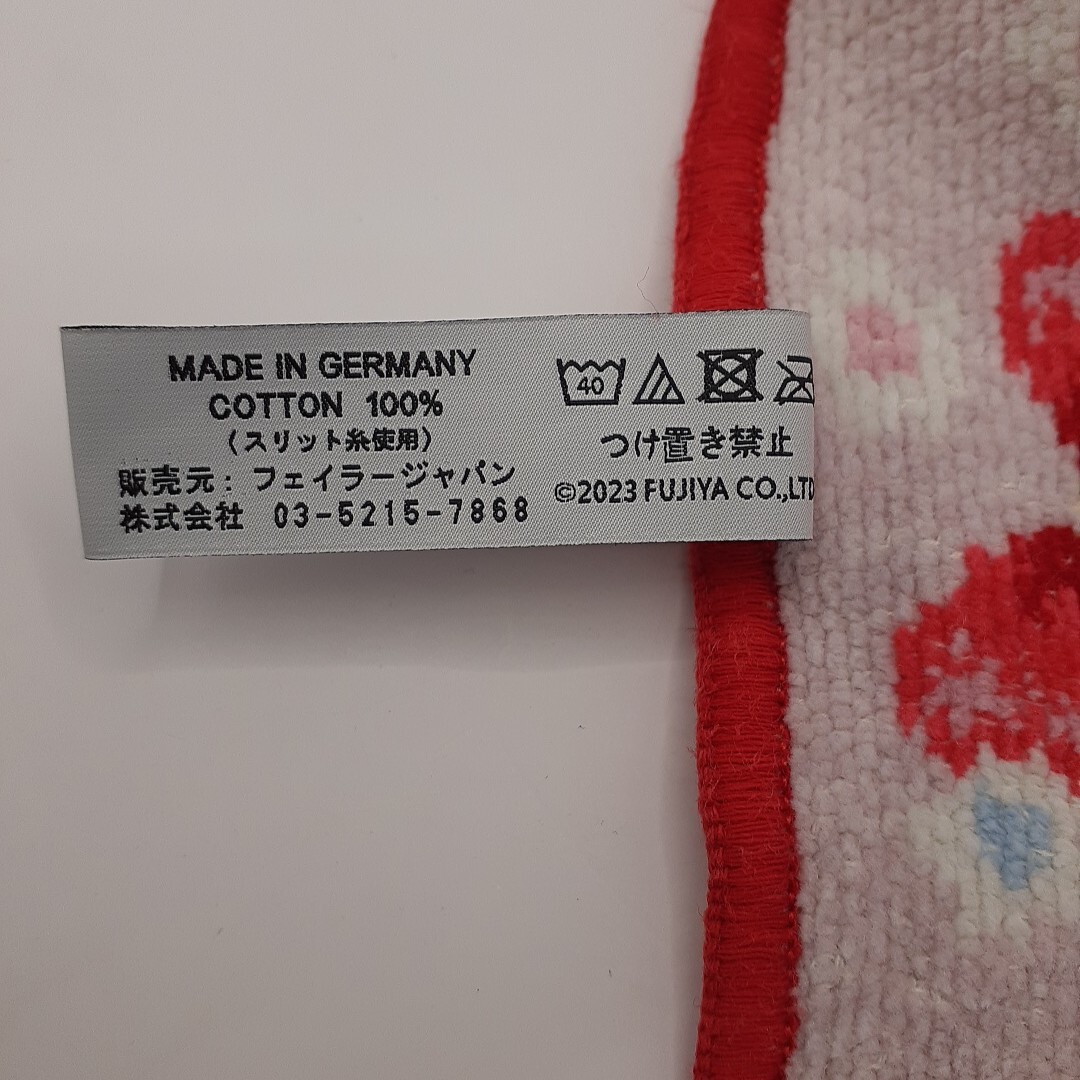 MADE IN GERMANY
COTTON 100%
(スリット糸使用)
販売元: フェイラージャパン
株式会社 03-5215-7868
40
つけ置き禁止
©2023 FUJIYA CO.,LTD